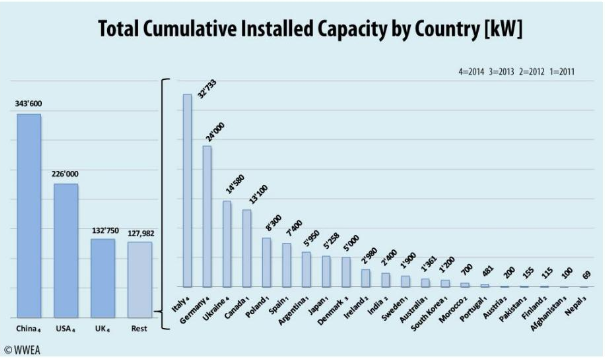 Total Cumulative Installed Capacity by Country [kW]
4=2014 3=2013 2=2012 1=2011
343'600
226'000
132'750
127,982
China 4
USA 4
UK 4
Rest
32'733
24'000
14'580
13'100
8'300
7'400
5'950
5'258
5'000
2'980
2'400
1'900
1'361
1'200
700
481
200
155
115
100
69
Italy 4
Germany 4
Ukraine 4
Canada 1
Poland 1
Spain 1
Argentina 1
Japan 1
Denmark 3
Ireland 2
India 2
Sweden 1
Australia 1
South Korea 1
Morocco 2
Portugal 1
Austria 2
Pakistan 2
Finland 2
Afghanistan 3
Nepal 3
© WWEA